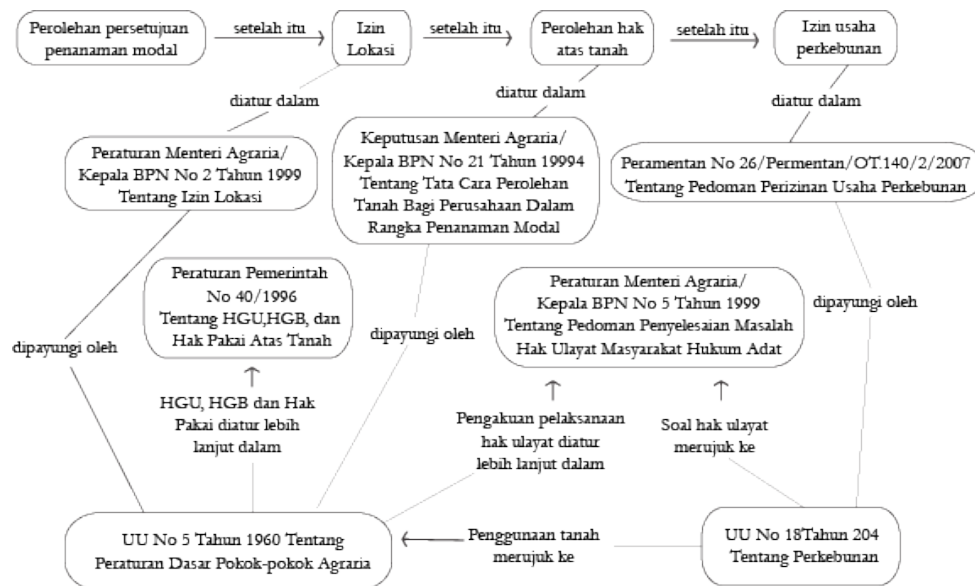 Perolehan persetujuan
penanaman modal
setelah itu
Izin
Lokasi
setelah itu
Perolehan hak
atas tanah
setelah itu
Izin usaha
perkebunan
diatur dalam
diatur dalam
diatur dalam
Peraturan Menteri Agraria/
Kepala BPN No 2 Tahun 1999
Tentang Izin Lokasi
Keputusan Menteri Agraria/
Kepala BPN No 21 Tahun 19994
Tentang Tata Cara Perolehan
Tanah Bagi Perusahaan Dalam
Rangka Penanaman Modal
Peramentan No 26/Permentan/OT.140/2/2007
Tentang Pedoman Perizinan Usaha Perkebunan
Peraturan Pemerintah
No 40/1996
Tentang HGU,HGB, dan
Hak Pakai Atas Tanah
Peraturan Menteri Agraria/
Kepala BPN No 5 Tahun 1999
Tentang Pedoman Penyelesaian Masalah
Hak Ulayat Masyarakat Hukum Adat
dipayungi oleh
dipayungi oleh
dipayungi oleh
HGU, HGB dan Hak
Pakai diatur lebih
lanjut dalam
Pengakuan pelaksanaan
hak ulayat diatur
lebih lanjut dalam
Soal hak ulayat
merujuk ke
UU No 5 Tahun 1960 Tentang
Peraturan Dasar Pokok-pokok Agraria
Penggunaan tanah
merujuk ke
UU No 18Tahun 204
Tentang Perkebunan